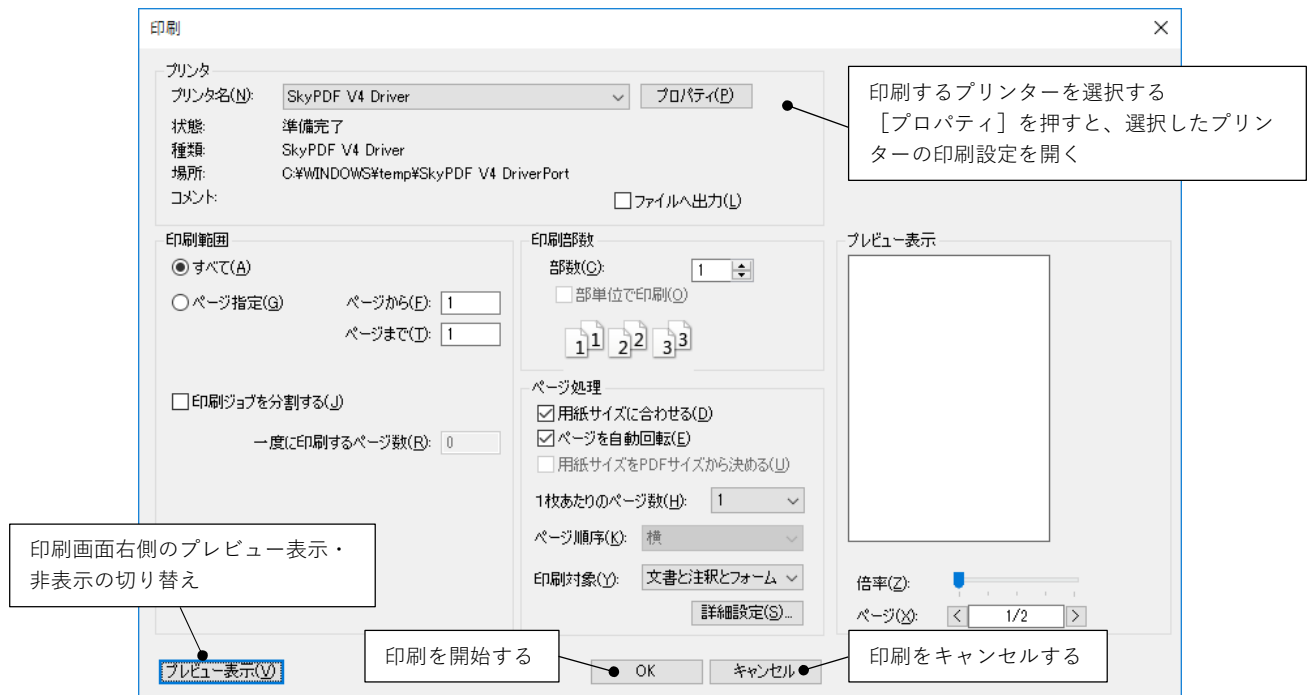 印刷
プリンタ
プリンタ名(N): SkyPDF V4 Driver プロパティ(P)
状態: 準備完了
種類: SkyPDF V4 Driver
場所: C:¥WINDOWS¥temp¥SkyPDF V4 DriverPort
コメント: ファイルへ出力(L)
印刷するプリンターを選択する
［プロパティ］を押すと、選択したプリン
ターの印刷設定を開く
印刷範囲
すべて(A)
ページ指定(G) ページから(F): 1
ページまで(T): 1
印刷ジョブを分割する(J)
一度に印刷するページ数(R): 0
印刷部数
部数(C): 1
部単位で印刷(O)
1 1 2 2 3 3
ページ処理
用紙サイズに合わせる(D)
ページを自動回転(E)
用紙サイズをPDFサイズから決める(U)
1枚あたりのページ数(H): 1
ページ順序(K): 横
印刷対象(Y): 文書と注釈とフォーム
詳細設定(S)...
プレビュー表示
倍率(Z):
ページ(X): < 1/2 >
印刷画面右側のプレビュー表示・
非表示の切り替え
印刷を開始する
印刷をキャンセルする
プレビュー表示(V) OK キャンセル